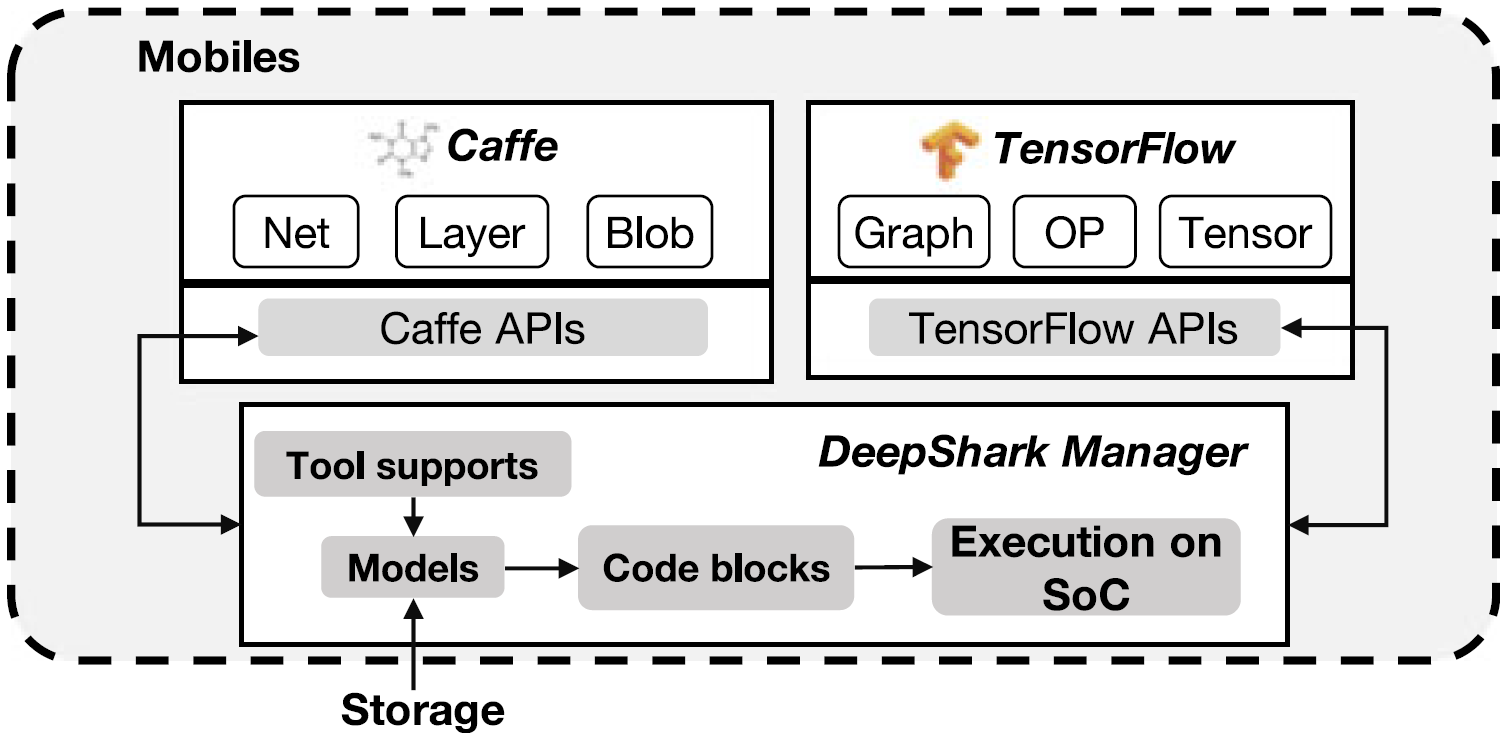 Mobiles
Caffe
Net
Layer
Blob
Caffe APIs
TensorFlow
Graph
OP
Tensor
TensorFlow APIs
DeepShark Manager
Tool supports
Models
Code blocks
Execution on
SoC
Storage